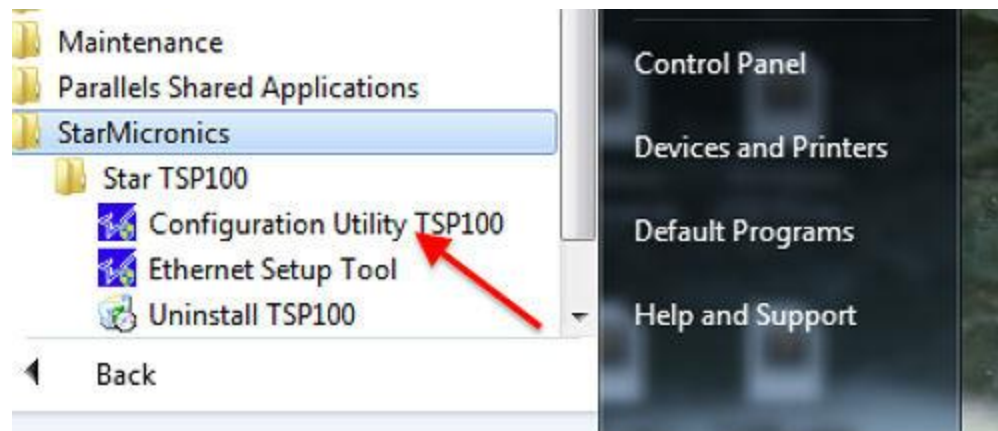 Maintenance
Parallels Shared Applications
StarMicronics
Star TSP100
Configuration Utility TSP100
Ethernet Setup Tool
Uninstall TSP100
Back
Control Panel
Devices and Printers
Default Programs
Help and Support